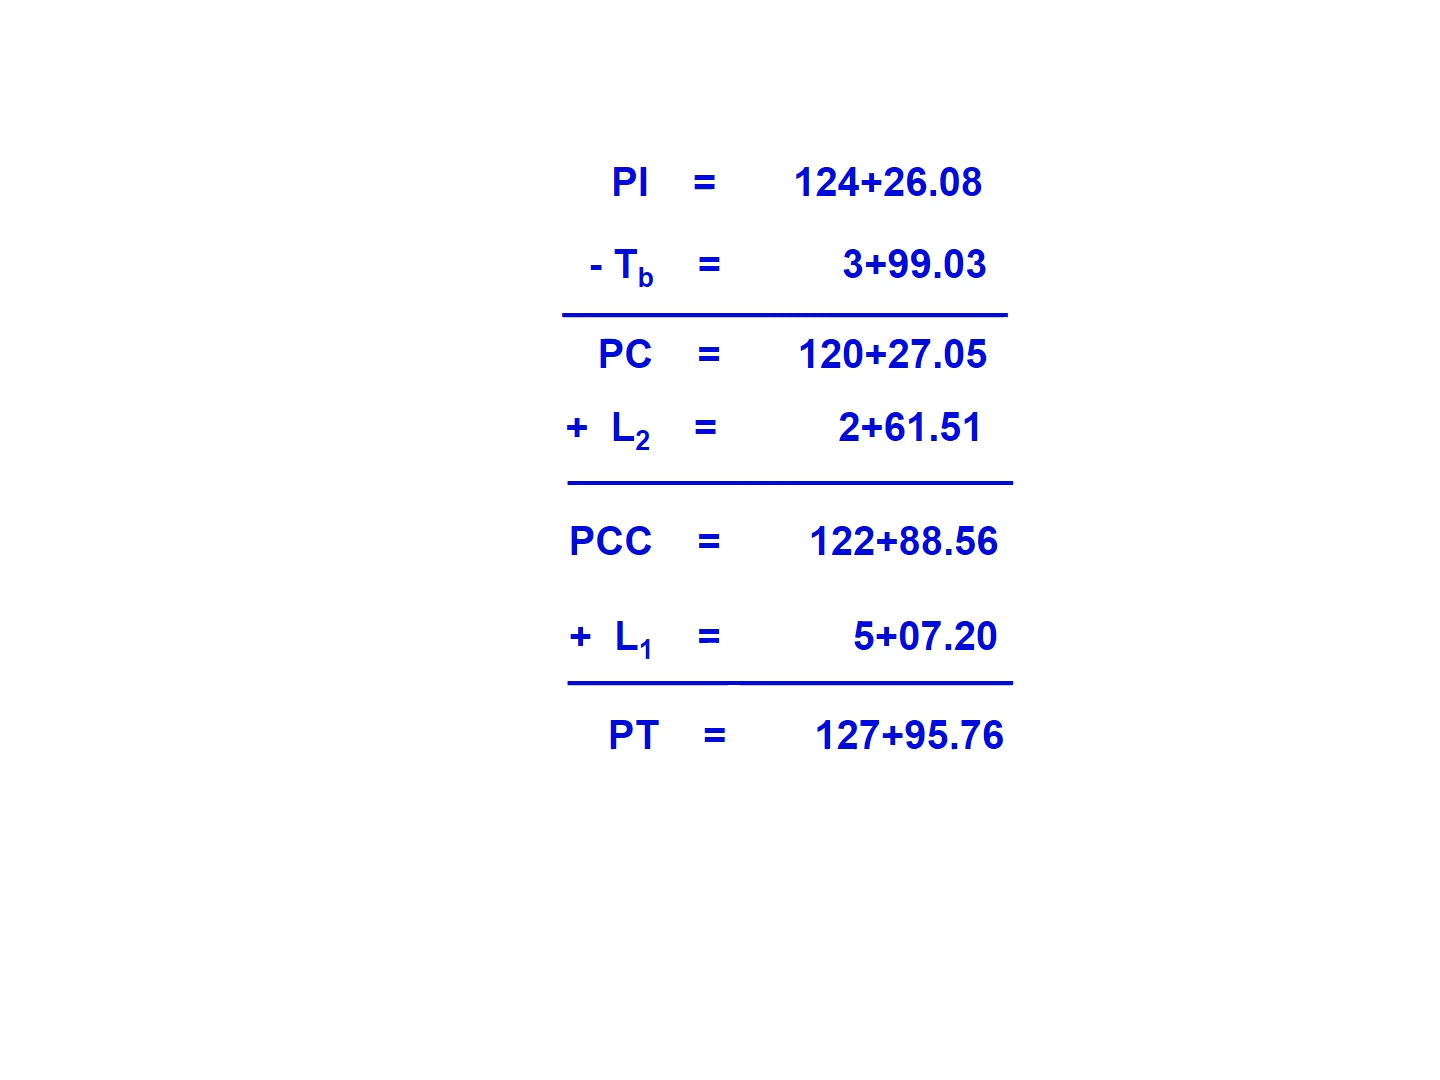 PI = 124+26.08
- Tb = 3+99.03
PC = 120+27.05
+ L2 = 2+61.51
PCC = 122+88.56
+ L1 = 5+07.20
PT = 127+95.76